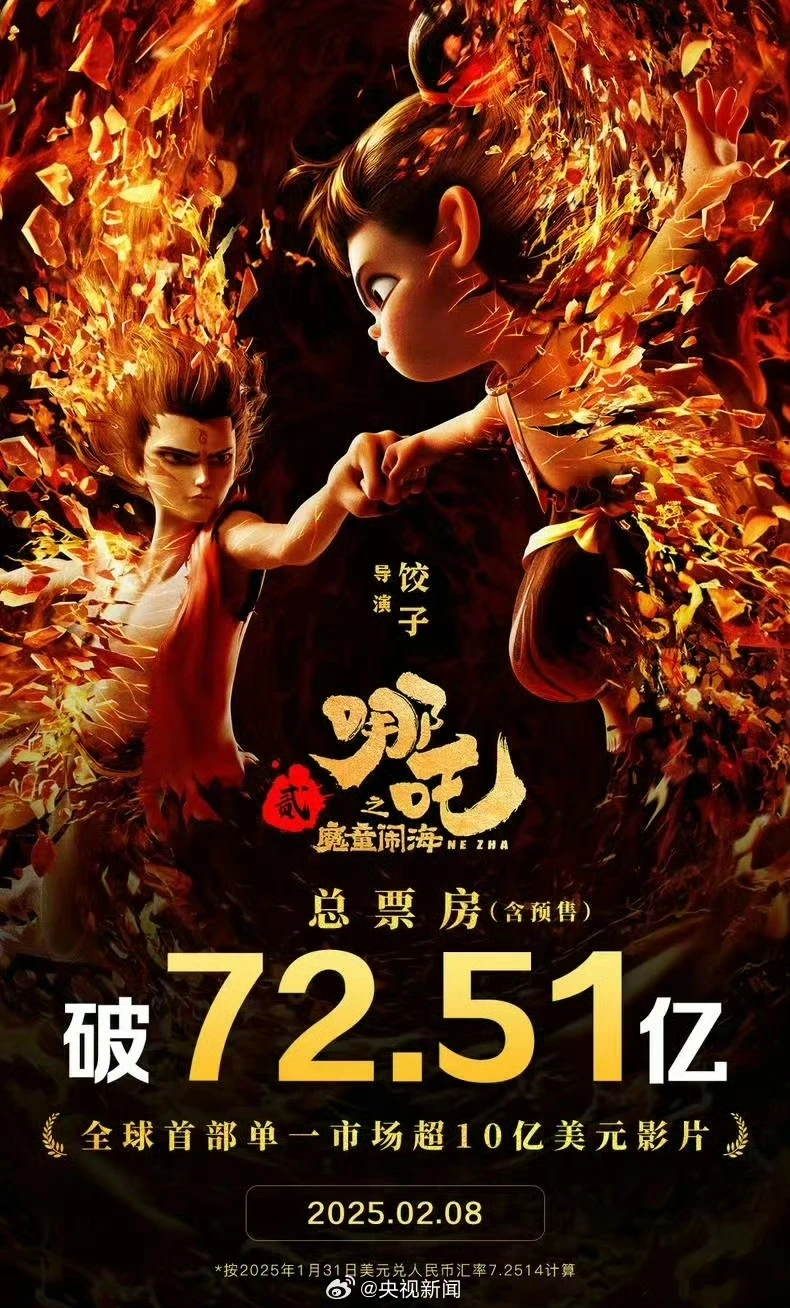 导演
饺子
哪吒
贰
之
魔童闹海 NE ZHA
总票房(含预售)
破72.51亿
全球首部单一市场超10亿美元影片
2025.02.08
*按2025年1月31日美元兑人民币汇率7.2514计算
@央视新闻